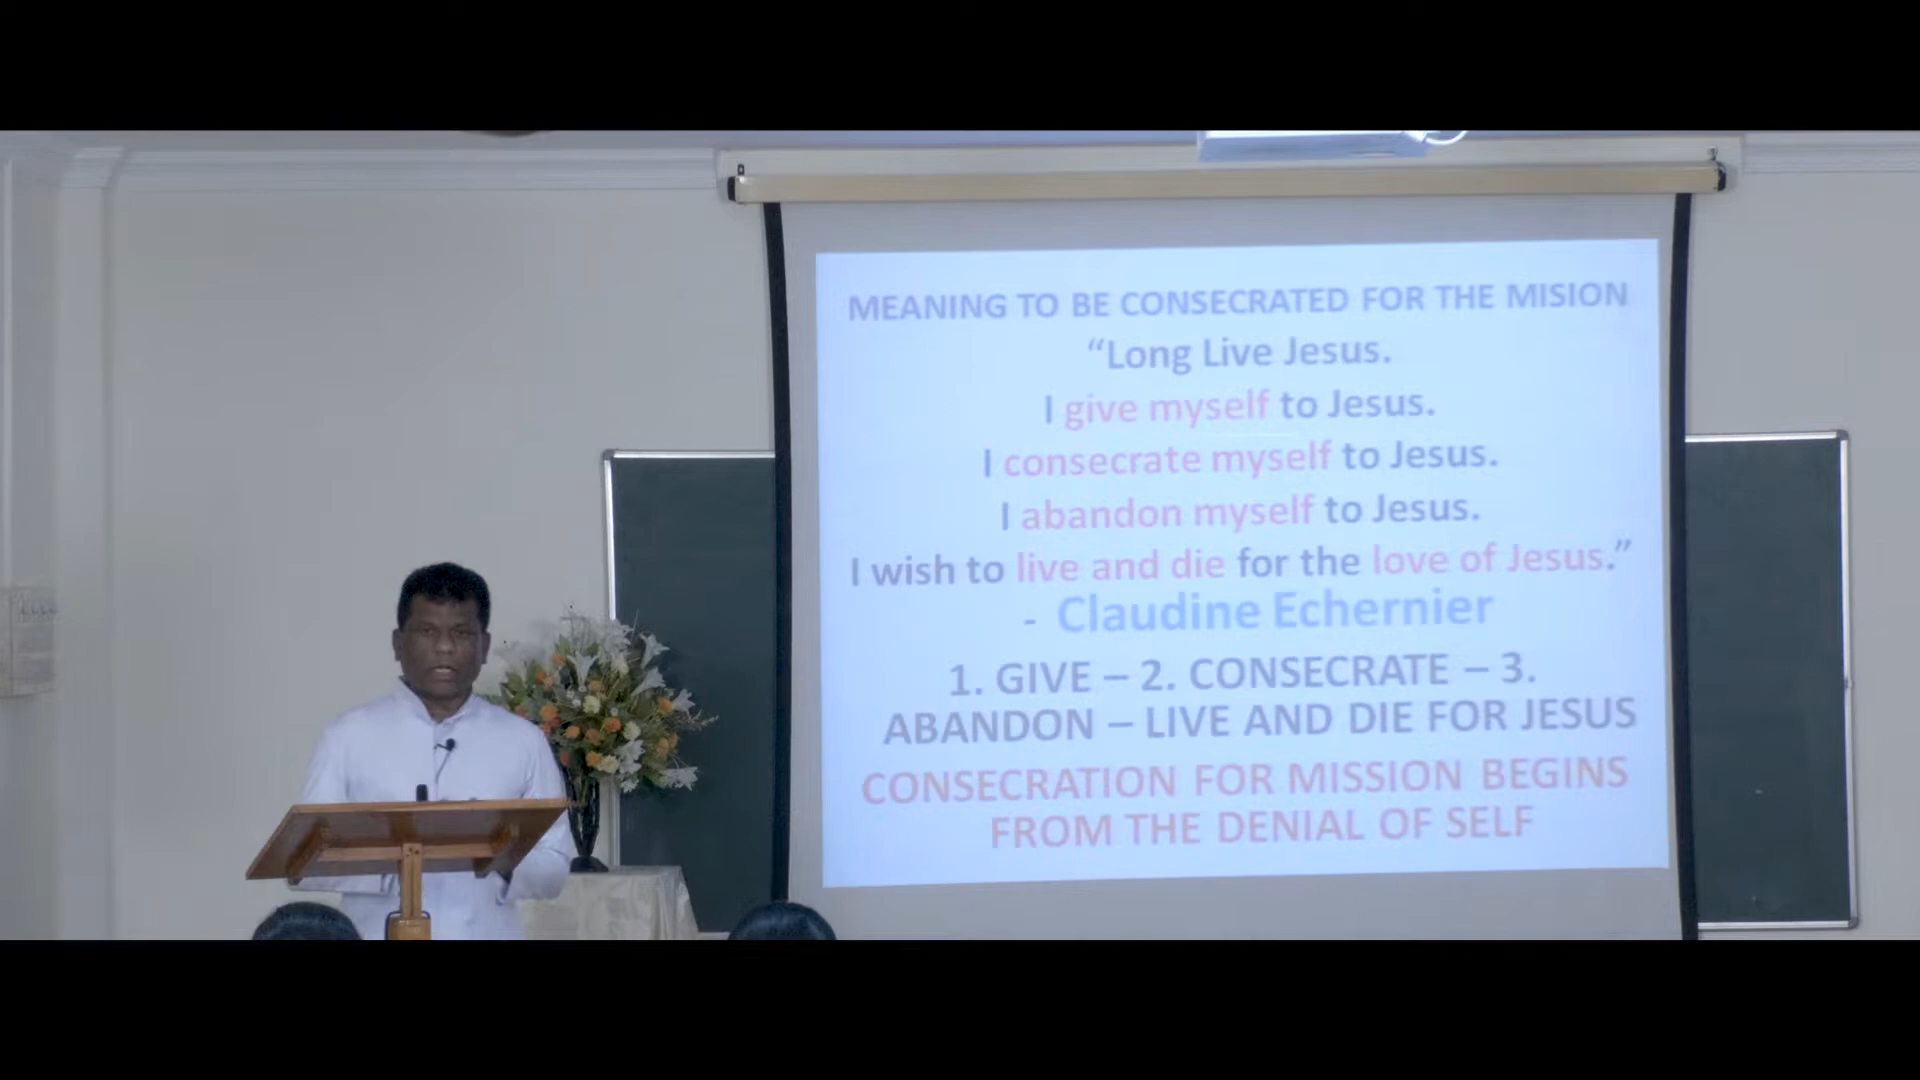 MEANING TO BE CONSECRATED FOR THE MISION
“Long Live Jesus.
I give myself to Jesus.
I consecrate myself to Jesus.
I abandon myself to Jesus.
I wish to live and die for the love of Jesus.”
- Claudine Echernier
1. GIVE – 2. CONSECRATE – 3.
ABANDON – LIVE AND DIE FOR JESUS
CONSECRATION FOR MISSION BEGINS
FROM THE DENIAL OF SELF